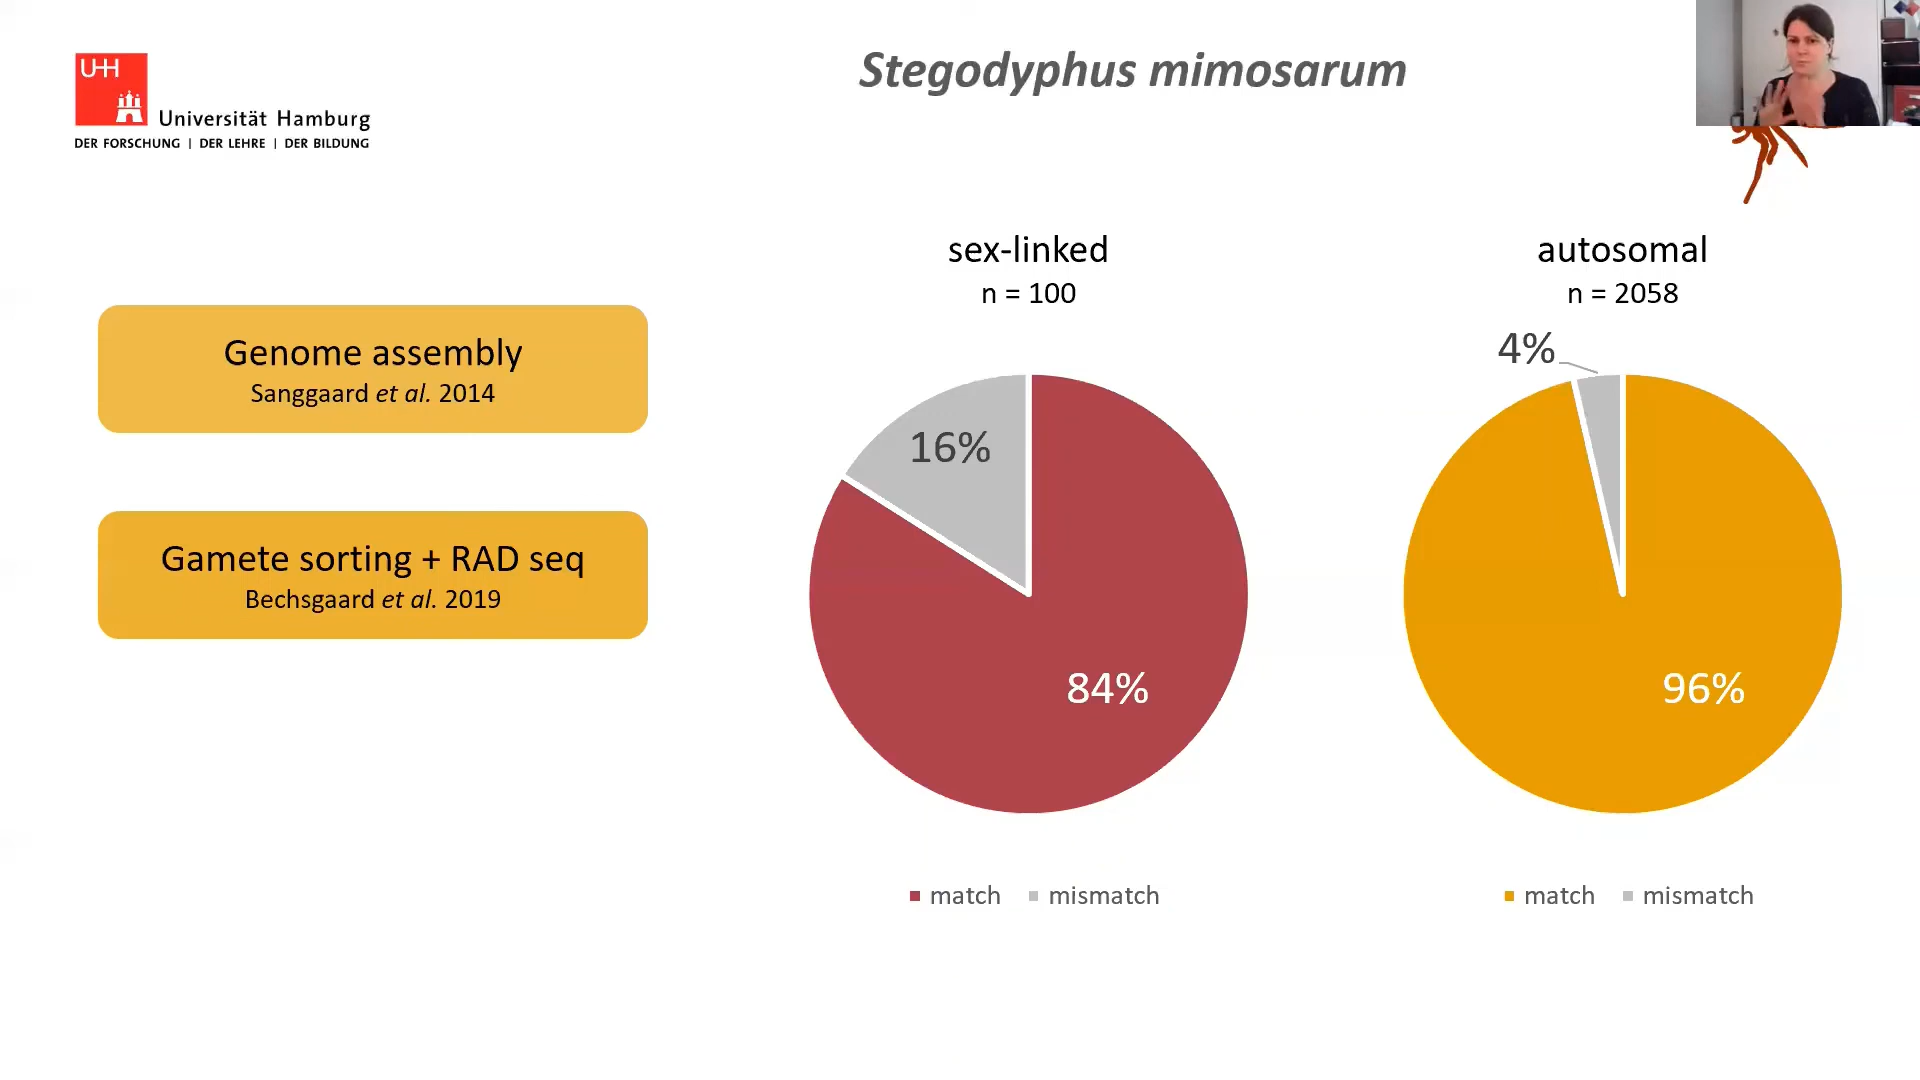 UHH
Universität Hamburg
DER FORSCHUNG | DER LEHRE | DER BILDUNG
Stegodyphus mimosarum
Genome assembly
Sanggaard et al. 2014
Gamete sorting + RAD seq
Bechsgaard et al. 2019
sex-linked
n = 100
16%
84%
match mismatch
autosomal
n = 2058
4%
96%
match mismatch